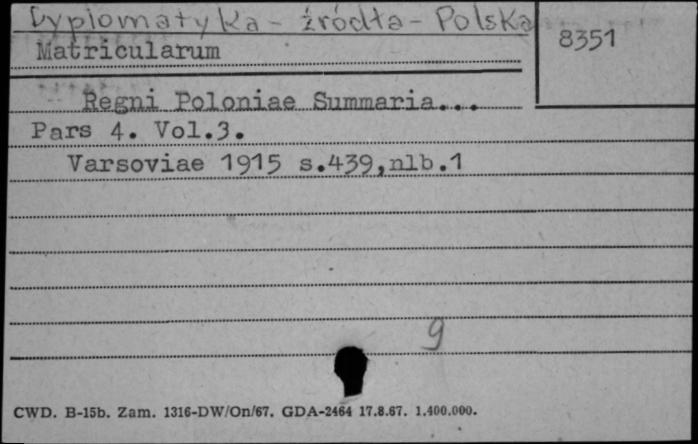 Dyplomatyka - źródła - Polska
8351
Matricularum
Regni Poloniae Summaria...
Pars 4. Vol.3.
Varsoviae 1915 s.439,nlb.1
9
CWD. B-15b. Zam. 1316-DW/On/67. GDA-2464 17.8.67. 1.400.000.